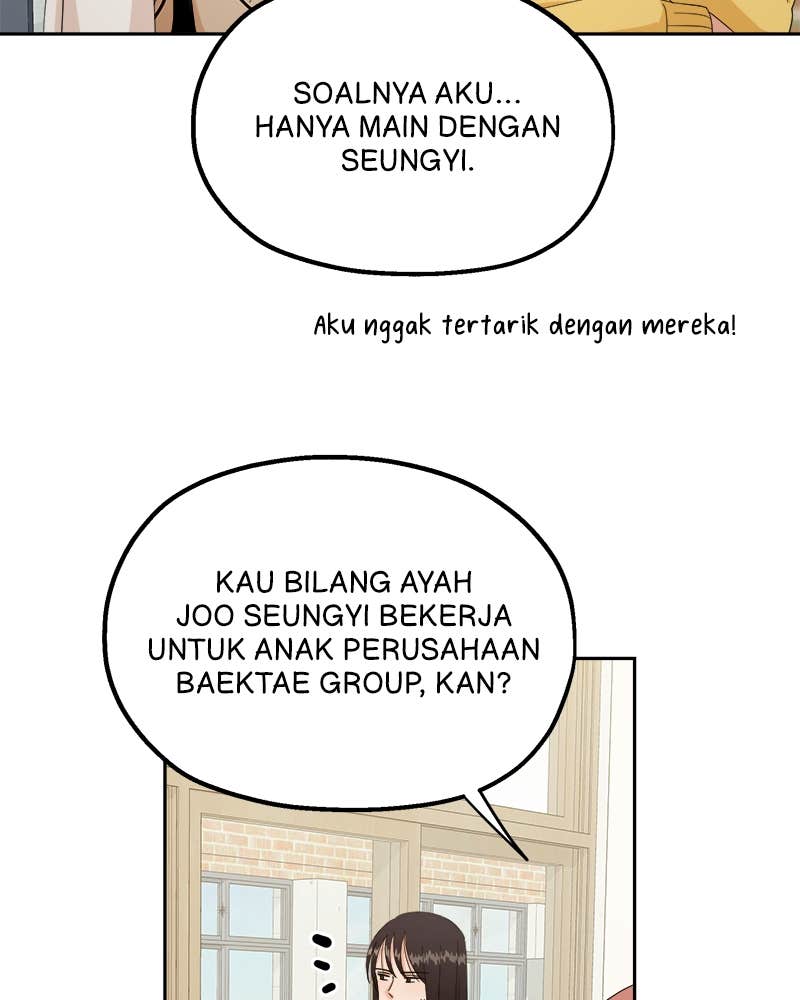 SOALNYA AKU...
HANYA MAIN DENGAN
SEUNGYI.
Aku nggak tertarik dengan mereka!
KAU BILANG AYAH
JOO SEUNGYI BEKERJA
UNTUK ANAK PERUSAHAAN
BAEKTAE GROUP, KAN?